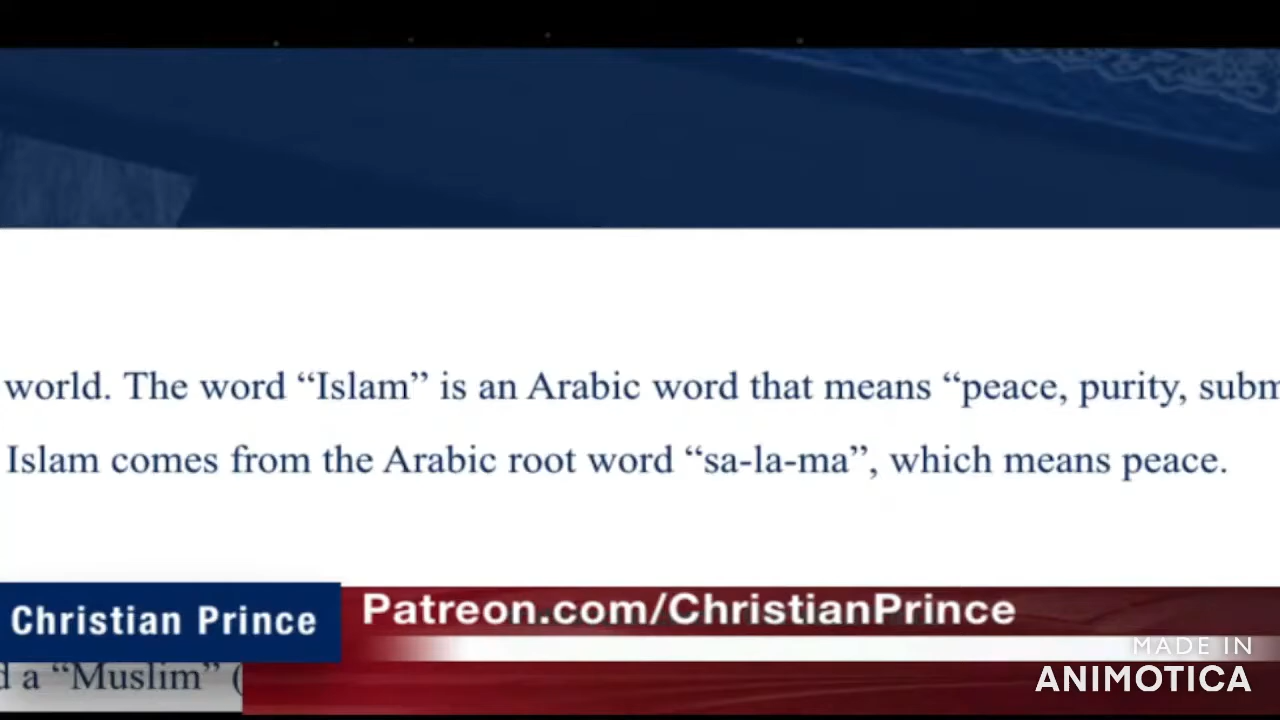 world. The word “Islam” is an Arabic word that means “peace, purity, subm
Islam comes from the Arabic root word “sa-la-ma”, which means peace.
Christian Prince
Patreon.com/ChristianPrince
d a “Muslim” (
MADE IN
ANIMOTICA